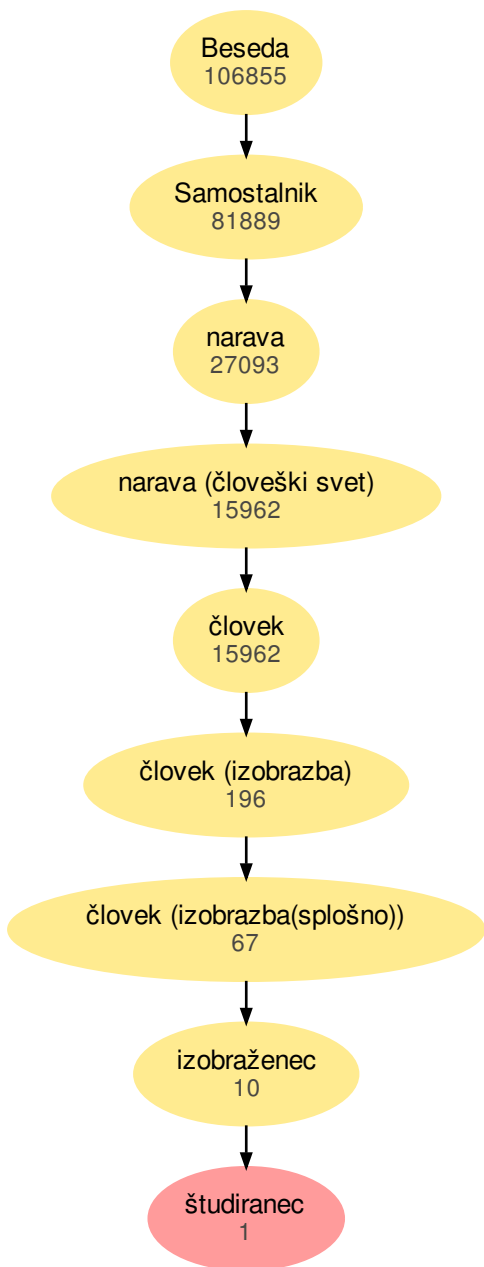 Beseda
106855
Samostalnik
81889
narava
27093
narava (človeški svet)
15962
človek
15962
človek (izobrazba)
196
človek (izobrazba(splošno))
67
izobraženec
10
študiranec
1